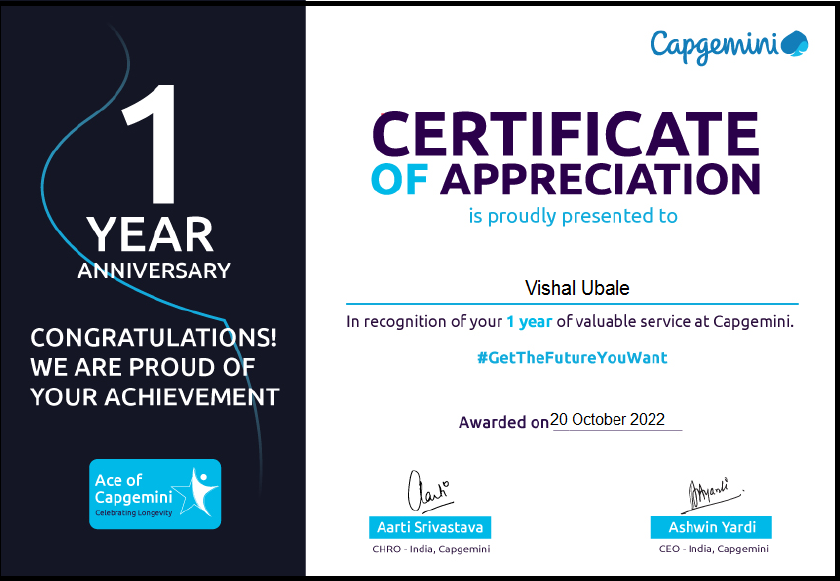 1
YEAR
ANNIVERSARY
CONGRATULATIONS!
WE ARE PROUD OF
YOUR ACHIEVEMENT
Ace of
Capgemini
Celebrating Longevity
Capgemini
CERTIFICATE
OF APPRECIATION
is proudly presented to
Vishal Ubale
In recognition of your 1 year of valuable service at Capgemini.
#GetTheFutureYouWant
Awarded on 20 October 2022
Aarti
Aarti Srivastava
CHRO - India, Capgemini
Ashwin Yardi
CEO - India, Capgemini